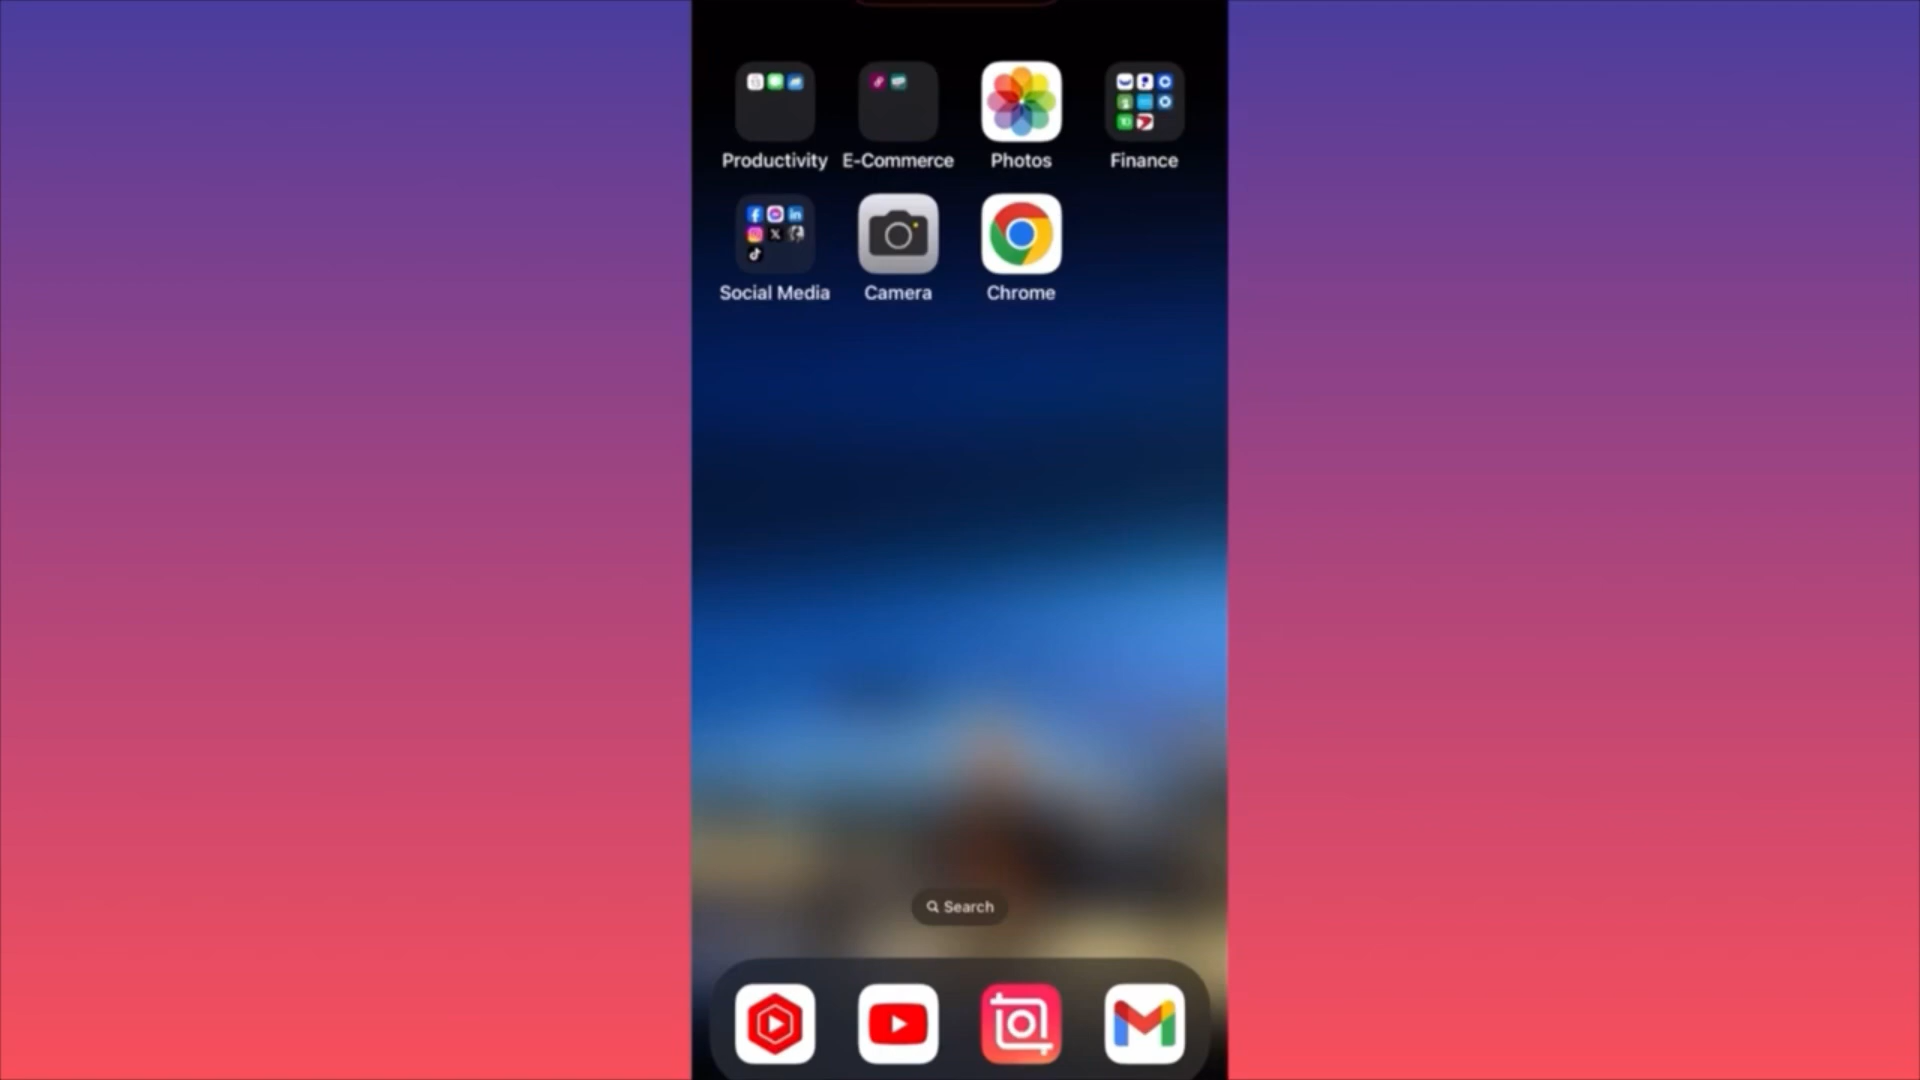 Productivity E-Commerce Photos Finance
Social Media Camera Chrome
Search